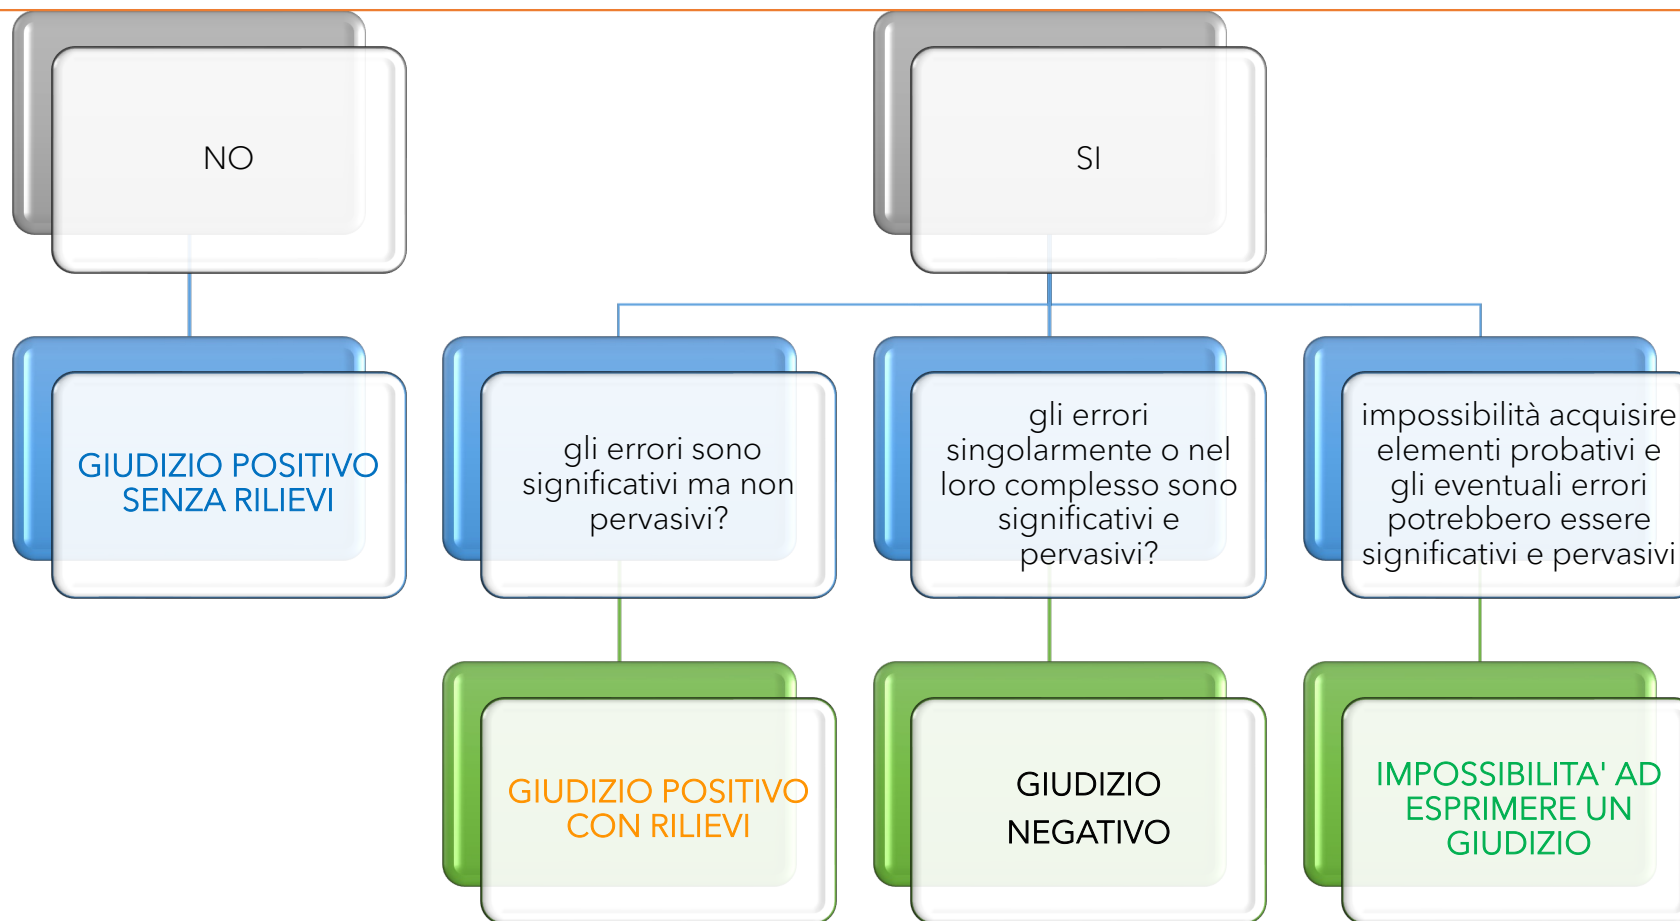 NO
SI
GIUDIZIO POSITIVO
SENZA RILIEVI
gli errori sono
significativi ma non
pervasivi?
gli errori
singolarmente o nel
loro complesso sono
significativi e
pervasivi?
impossibilità acquisire
elementi probativi e
gli eventuali errori
potrebbero essere
significativi e pervasivi
GIUDIZIO POSITIVO
CON RILIEVI
GIUDIZIO
NEGATIVO
IMPOSSIBILITA' AD
ESPRIMERE UN
GIUDIZIO